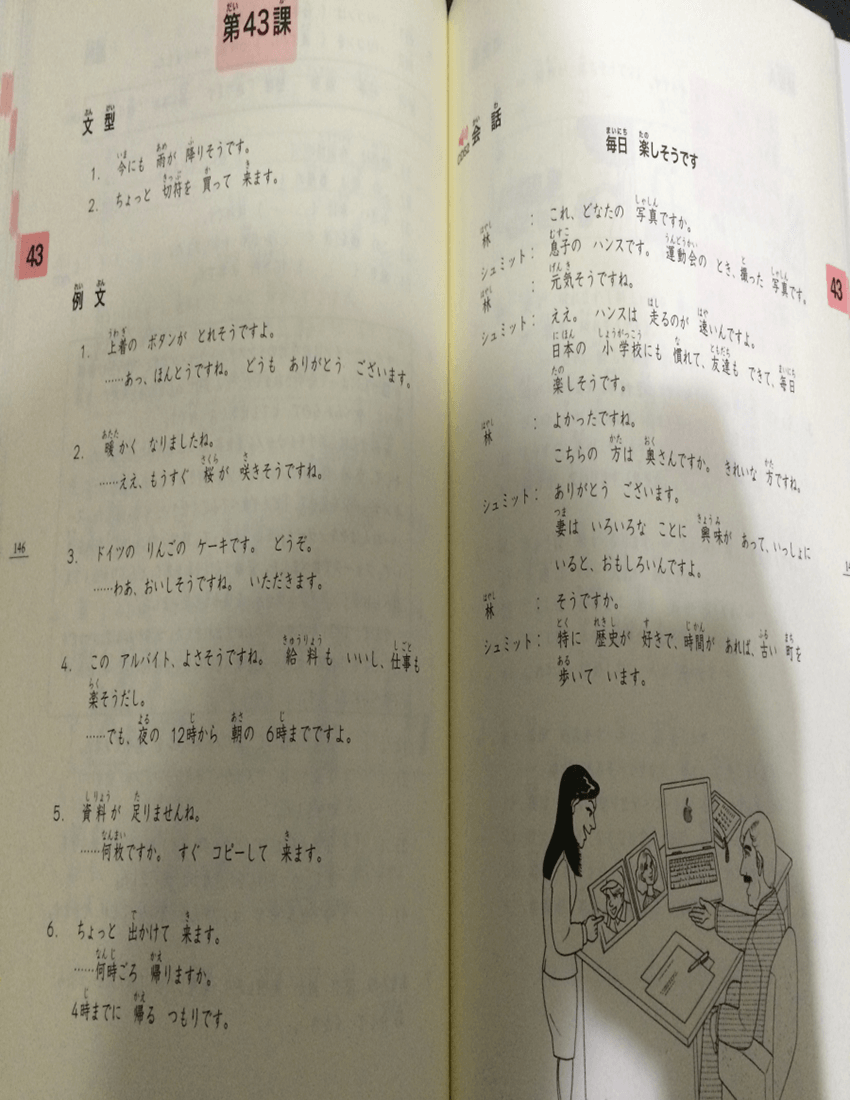 第43課
文型
1. 今にも 雨が 降りそうです。
2. ちょっと 切符を 買って 来ます。
43
例文
1. 上着の ボタンが とれそうですよ。
……あっ、ほんとうですね。 どうも ありがとう ございます。
2. 暖かく なりましたね。
……ええ、もうすぐ 桜が 咲きそうですね。
3. ドイツの りんごの ケーキです。 どうぞ。
……わあ、おいしそうですね。 いただきます。
146
4. この アルバイト、よさそうですね。 給料も いいし、仕事も
楽そうだし。
……でも、夜の 12時から 朝の 6時までですよ。
5. 資料が 足りませんね。
……何枚ですか。 すぐ コピーして 来ます。
6. ちょっと 出かけて 来ます。
……何時ごろ 帰りますか。
4時までに 帰る つもりです。
会話
毎日 楽しそうです
林 : これ、どなたの 写真ですか。
シュミット: 息子の ハンスです。 運動会の とき、撮った 写真です。
林 : 元気そうですね。
シュミット: ええ。 ハンスは 走るのが 速いんですよ。
日本の 小学校にも 慣れて、友達も できて、毎日
楽しそうです。
林 : よかったですね。
こちらの 方は 奥さんですか。 きれいな 方ですね。
シュミット: ありがとう ございます。
妻は いろいろな ことに 興味が あって、いっしょに
いると、おもしろいんですよ。
林 : そうですか。
シュミット: 特に 歴史が 好きで、時間が あれば、古い 町を
歩いて います。
43